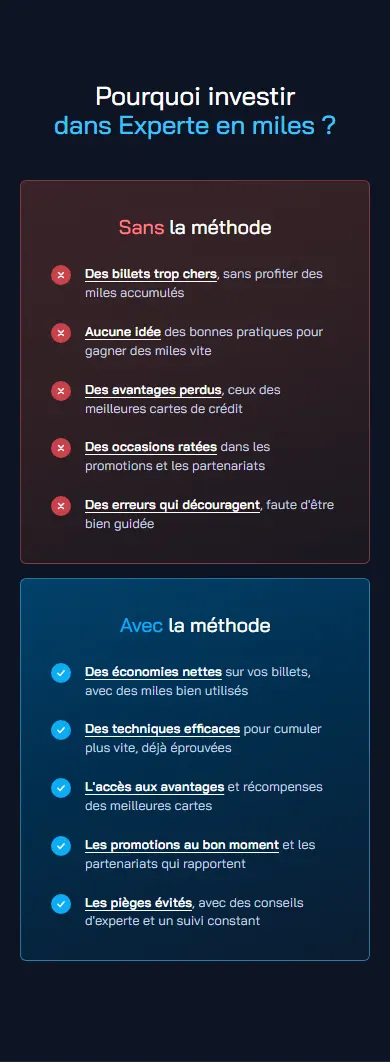 Pourquoi investir
dans Experte en miles ?
Sans la méthode
Des billets trop chers, sans profiter des
miles accumulés
Aucune idée des bonnes pratiques pour
gagner des miles vite
Des avantages perdus, ceux des
meilleures cartes de crédit
Des occasions ratées dans les
promotions et les partenariats
Des erreurs qui découragent, faute d'être
bien guidée
Avec la méthode
Des économies nettes sur vos billets,
avec des miles bien utilisés
Des techniques efficaces pour cumuler
plus vite, déjà éprouvées
L'accès aux avantages et récompenses
des meilleures cartes
Les promotions au bon moment et les
partenariats qui rapportent
Les pièges évités, avec des conseils
d'experte et un suivi constant